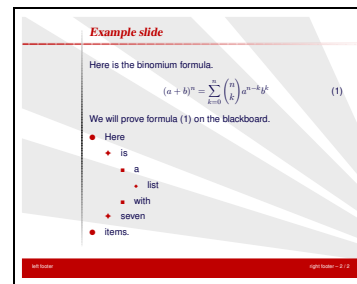 Example slide
Here is the binomium formula.
(a + b)^n = \sum_{k=0}^{n} \binom{n}{k} a^{n-k} b^k (1)
We will prove formula (1) on the blackboard.
● Here
✦ is
■ a
• list
■ with
✦ seven
● items.
left footer right footer – 2 / 2